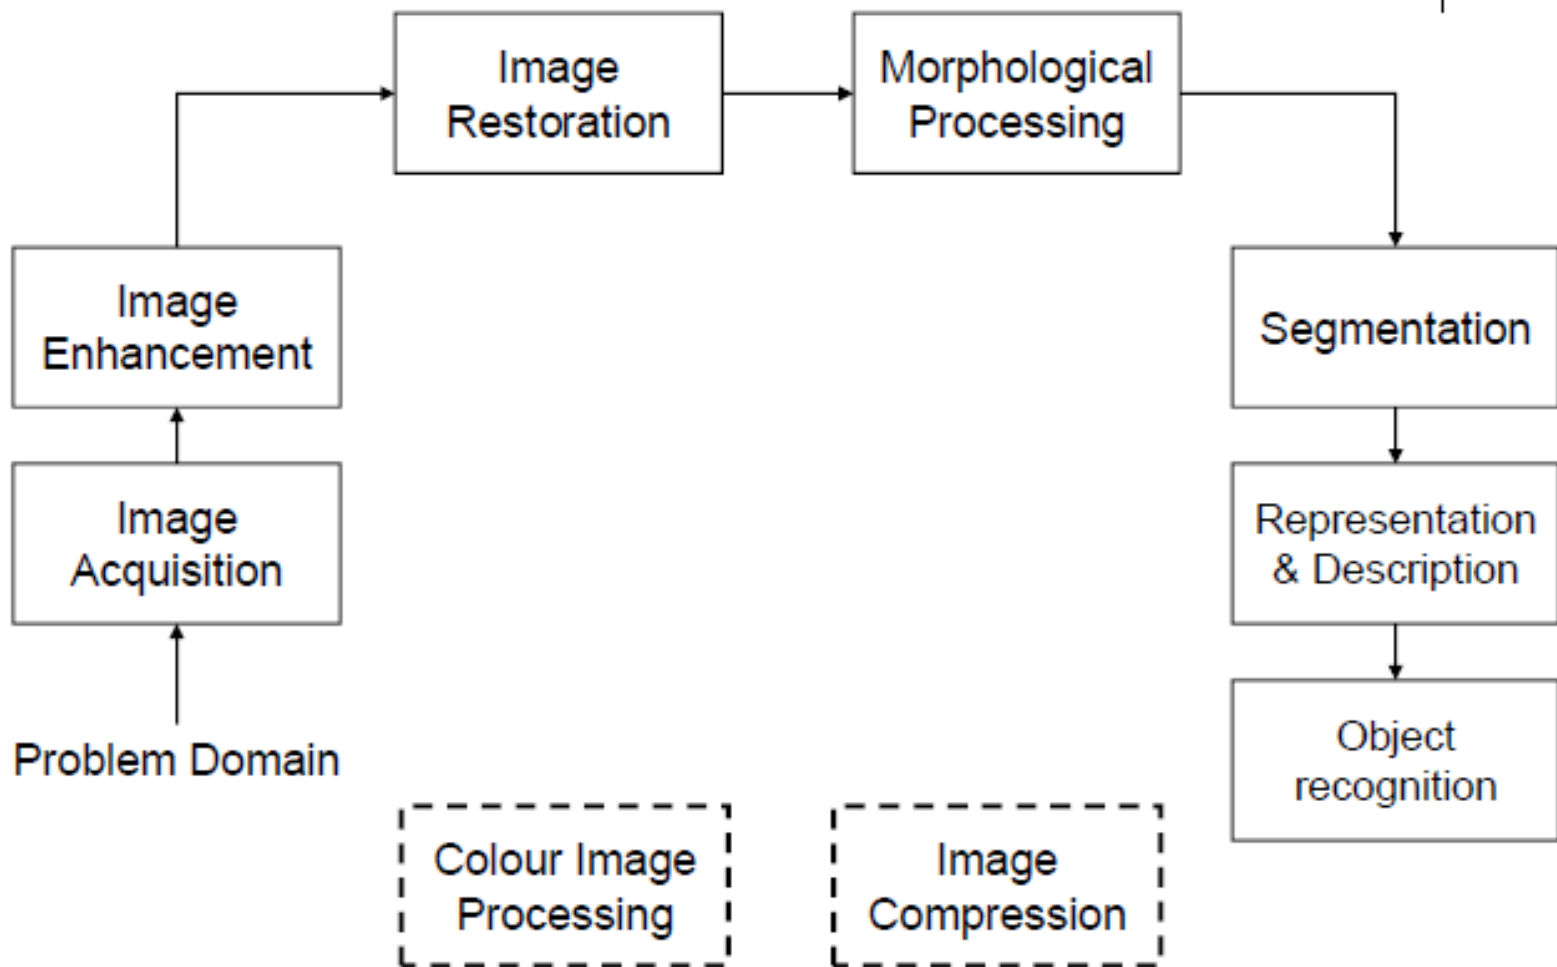 Image
Restoration
Morphological
Processing
Image
Enhancement
Segmentation
Image
Acquisition
Representation
& Description
Problem Domain
Object
recognition
Colour Image
Processing
Image
Compression